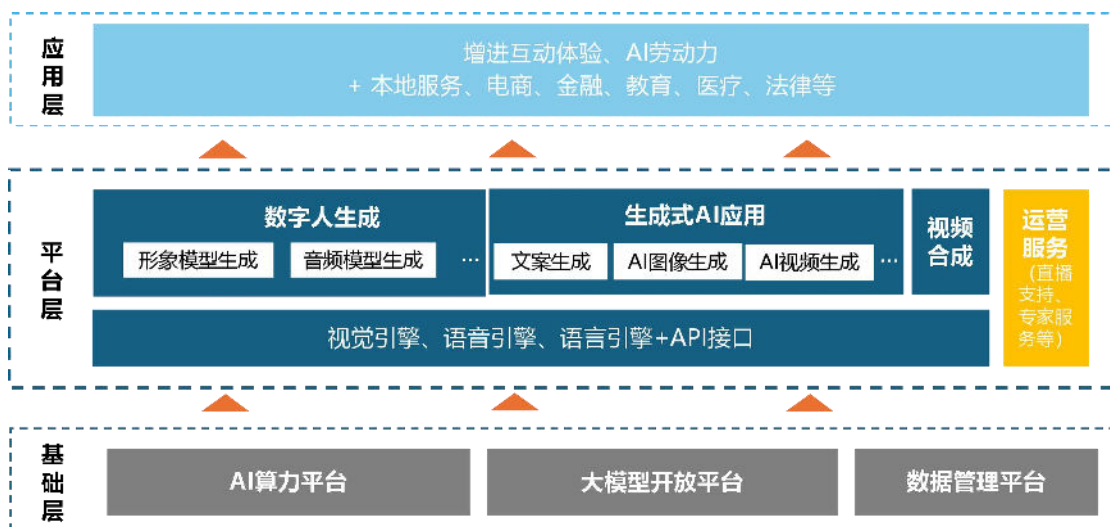 应用层
增进互动体验、AI劳动力
+ 本地服务、电商、金融、教育、医疗、法律等
平台层
数字人生成
形象模型生成
音频模型生成
...
生成式AI应用
文案生成
AI图像生成
AI视频生成
...
视频
合成
运营
服务
（直播
支持、
专家服
务等）
视觉引擎、语音引擎、语言引擎+API接口
基础层
AI算力平台
大模型开放平台
数据管理平台